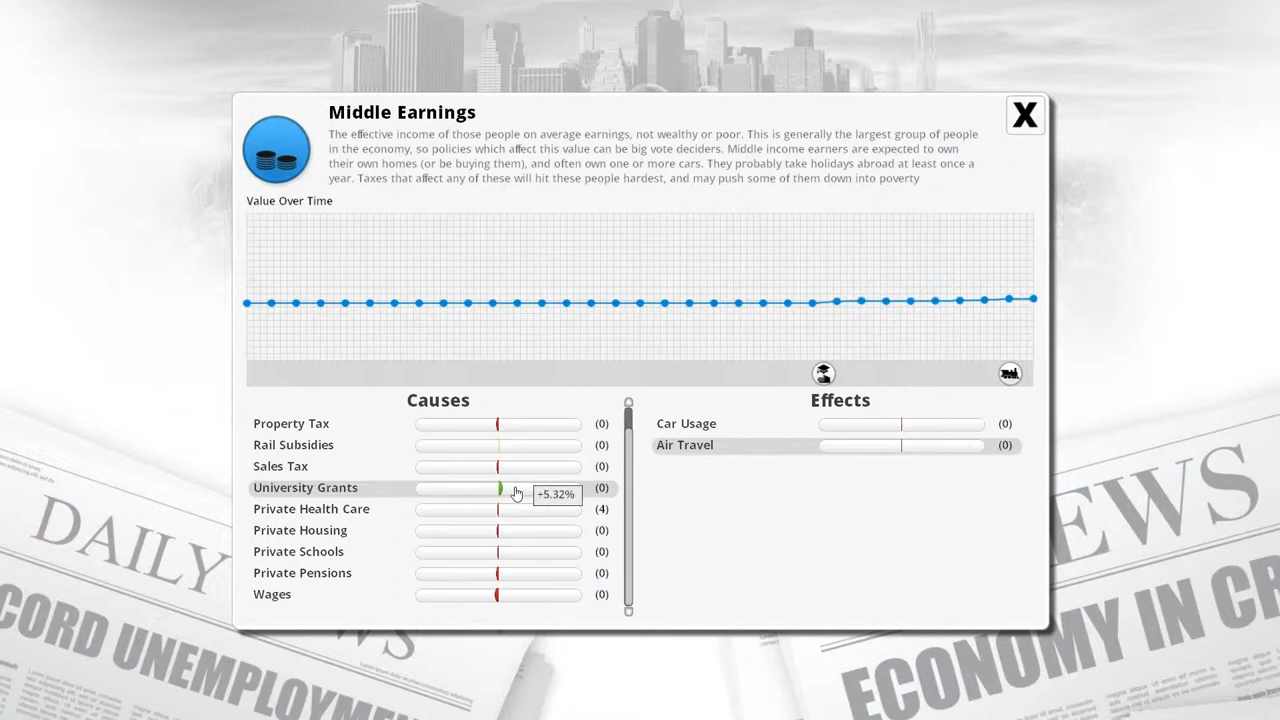 Middle Earnings
X
The effective income of those people on average earnings, not wealthy or poor. This is generally the largest group of people
in the economy, so policies which affect this value can be big vote deciders. Middle income earners are expected to own
their own homes (or be buying them), and often own one or more cars. They probably take holidays abroad at least once a
year. Taxes that affect any of these will hit these people hardest, and may push some of them down into poverty
Value Over Time
Causes
Property Tax (0)
Rail Subsidies (0)
Sales Tax (0)
University Grants (0)
+5.32%
Private Health Care (4)
Private Housing (0)
Private Schools (0)
Private Pensions (0)
Wages (0)
Effects
Car Usage (0)
Air Travel (0)
DAILY
WS
CORD UNEMPLOYME
EWS
ECONOMY IN CR